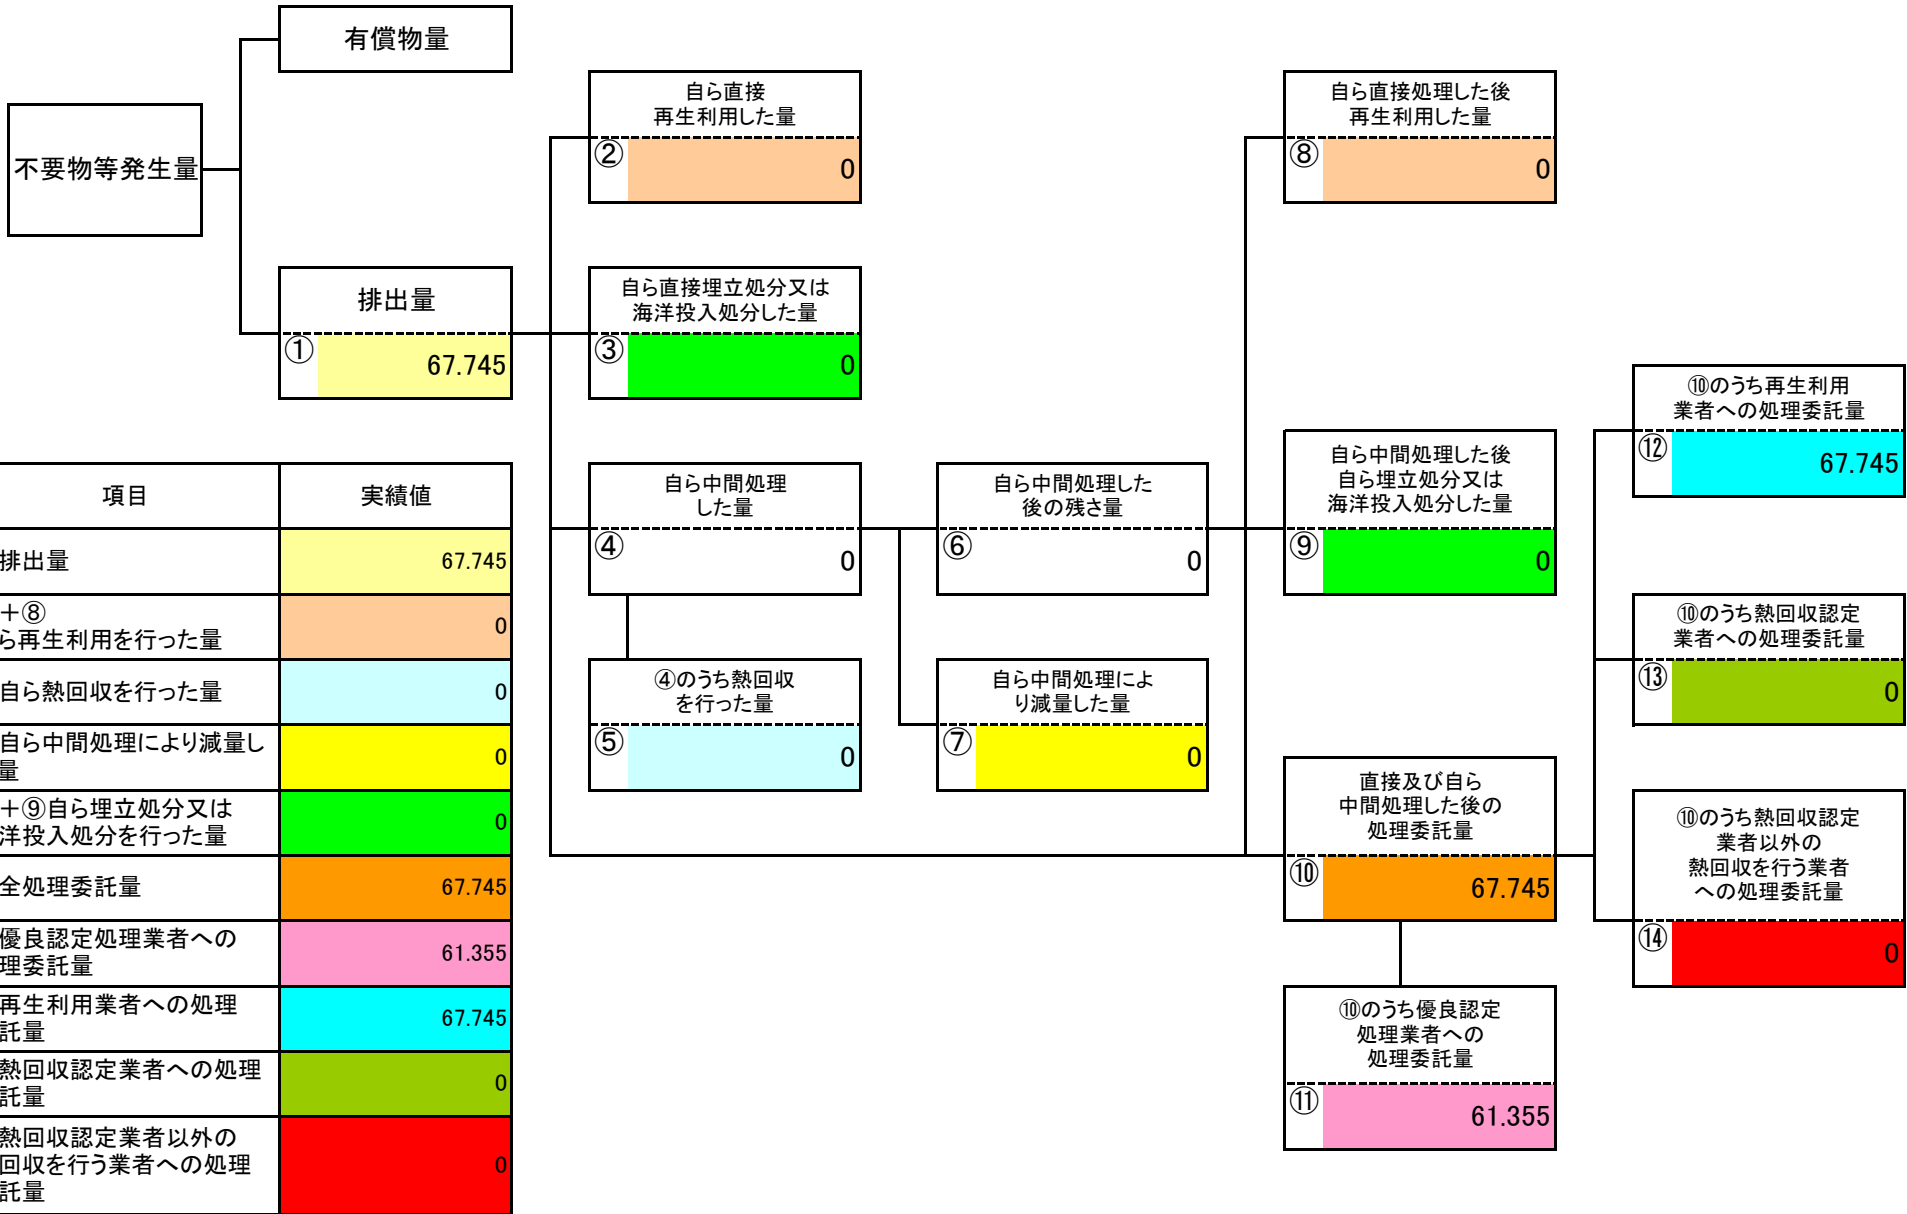 有償物量
不要物等発生量
排出量
① 67.745
自ら直接
再生利用した量
② 0
自ら直接埋立処分又は
海洋投入処分した量
③ 0
自ら中間処理
した量
④ 0
④のうち熱回収
を行った量
⑤ 0
自ら中間処理した
後の残さ量
⑥ 0
自ら中間処理によ
り減量した量
⑦ 0
自ら直接処理した後
再生利用した量
⑧ 0
自ら中間処理した後
自ら埋立処分又は
海洋投入処分した量
⑨ 0
直接及び自ら
中間処理した後の
処理委託量
⑩ 67.745
⑩のうち優良認定
処理業者への
処理委託量
⑪ 61.355
⑩のうち再生利用
業者への処理委託量
⑫ 67.745
⑩のうち熱回収認定
業者への処理委託量
⑬ 0
⑩のうち熱回収認定
業者以外の
熱回収を行う業者
への処理委託量
⑭ 0
項目 実績値
排出量 67.745
+⑧
ら再生利用を行った量 0
自ら熱回収を行った量 0
自ら中間処理により減量し
量 0
+⑨自ら埋立処分又は
洋投入処分を行った量 0
全処理委託量 67.745
優良認定処理業者への
理委託量 61.355
再生利用業者への処理
託量 67.745
熱回収認定業者への処理
託量 0
熱回収認定業者以外の
回収を行う業者への処理
託量 0